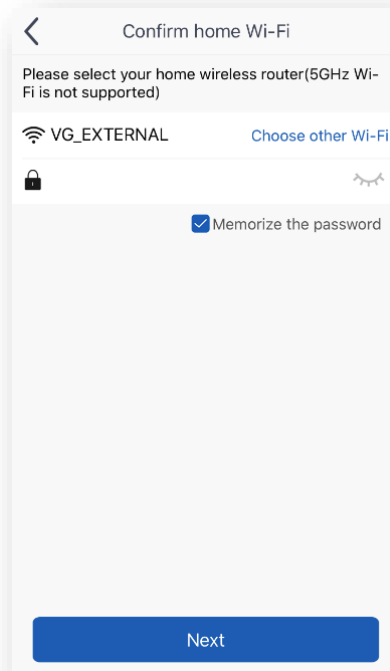 Confirm home Wi-Fi
Please select your home wireless router(5GHz Wi-
Fi is not supported)
VG_EXTERNAL
Choose other Wi-Fi
Memorize the password
Next